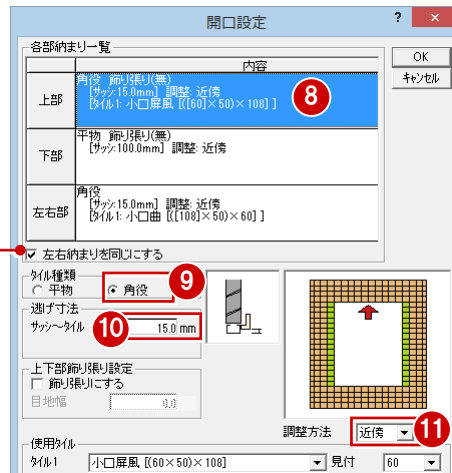 開口設定 ? ×
各部納まり一覧
内容
OK
キャンセル
上部
角役 飾り張り(無)
[サッシ:15.0mm] 調整: 近傍
[タイル1: 小口屏風 [([60]×50)×108] ]
8
下部
平物 飾り張り(無)
[サッシ:100.0mm] 調整: 近傍
左右部
角役
[サッシ:15.0mm] 調整: 近傍
[タイル1: 小口曲 [([108]×50)×60] ]
左右納まりを同じにする
タイル種類
平物 角役
9
逃げ寸法
サッシ～タイル 15.0 mm
10
上下部飾り張り設定
飾り張りにする
目地幅 0.0
調整方法 近傍
11
使用タイル
タイル1 小口屏風 [(60×50)×108] 見付 60